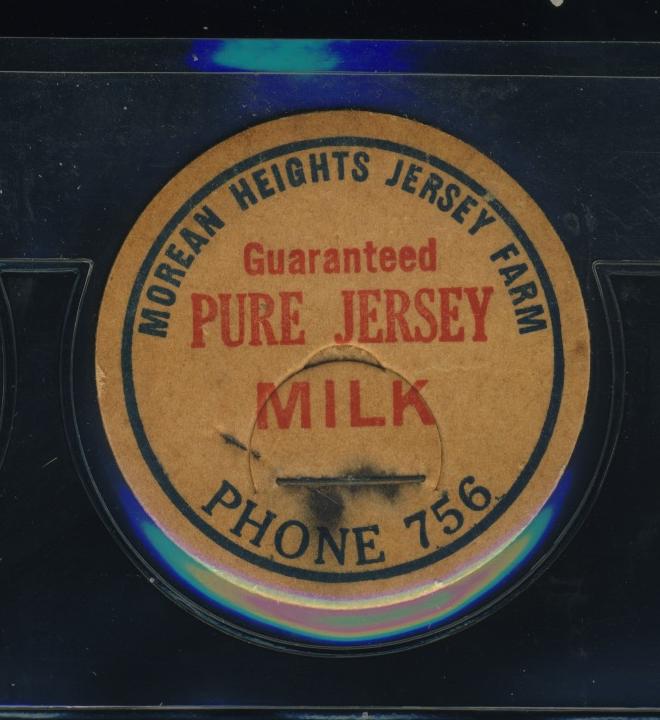 MOREAN HEIGHTS JERSEY FARM
Guaranteed
PURE JERSEY
MILK
PHONE 756